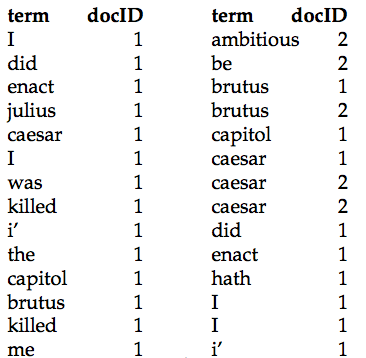 term docID term docID
I 1 ambitious 2
did 1 be 2
enact 1 brutus 1
julius 1 brutus 2
caesar 1 capitol 1
I 1 caesar 1
was 1 caesar 2
killed 1 caesar 2
i' 1 did 1
the 1 enact 1
capitol 1 hath 1
brutus 1 I 1
killed 1 I 1
me 1 i' 1